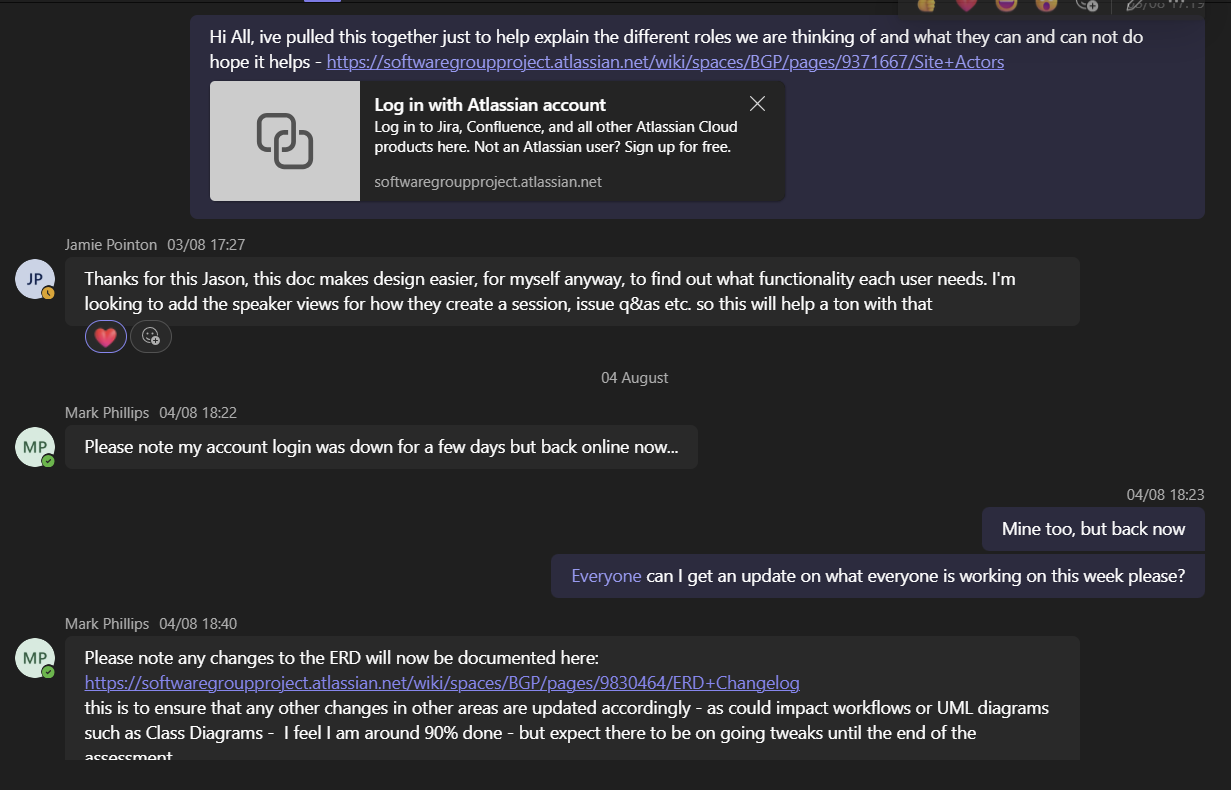 03/08 17:19
Hi All, ive pulled this together just to help explain the different roles we are thinking of and what they can and can not do
hope it helps - https://softwaregroupproject.atlassian.net/wiki/spaces/BGP/pages/9371667/Site+Actors
Log in with Atlassian account
Log in to Jira, Confluence, and all other Atlassian Cloud
products here. Not an Atlassian user? Sign up for free.
softwaregroupproject.atlassian.net
Jamie Pointon 03/08 17:27
JP
Thanks for this Jason, this doc makes design easier, for myself anyway, to find out what functionality each user needs. I'm
looking to add the speaker views for how they create a session, issue q&as etc. so this will help a ton with that
04 August
Mark Phillips 04/08 18:22
MP
Please note my account login was down for a few days but back online now...
04/08 18:23
Mine too, but back now
Everyone can I get an update on what everyone is working on this week please?
Mark Phillips 04/08 18:40
MP
Please note any changes to the ERD will now be documented here:
https://softwaregroupproject.atlassian.net/wiki/spaces/BGP/pages/9830464/ERD+Changelog
this is to ensure that any other changes in other areas are updated accordingly - as could impact workflows or UML diagrams
such as Class Diagrams - I feel I am around 90% done - but expect there to be on going tweaks until the end of the
assessment